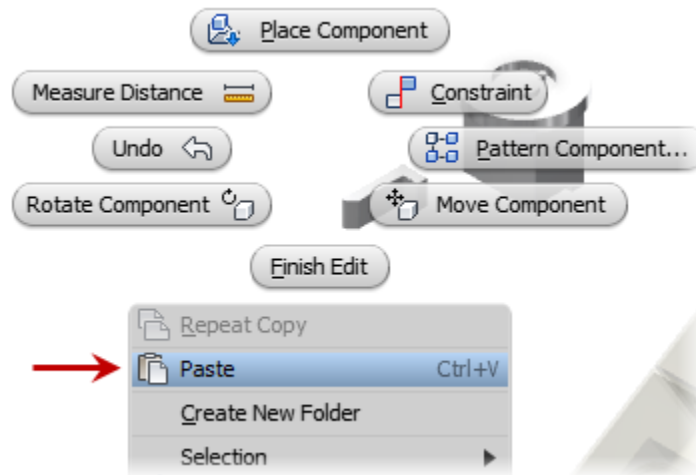 Place Component
Measure Distance
Constraint
Undo
Pattern Component...
Rotate Component
Move Component
Finish Edit
Repeat Copy
Paste Ctrl+V
Create New Folder
Selection